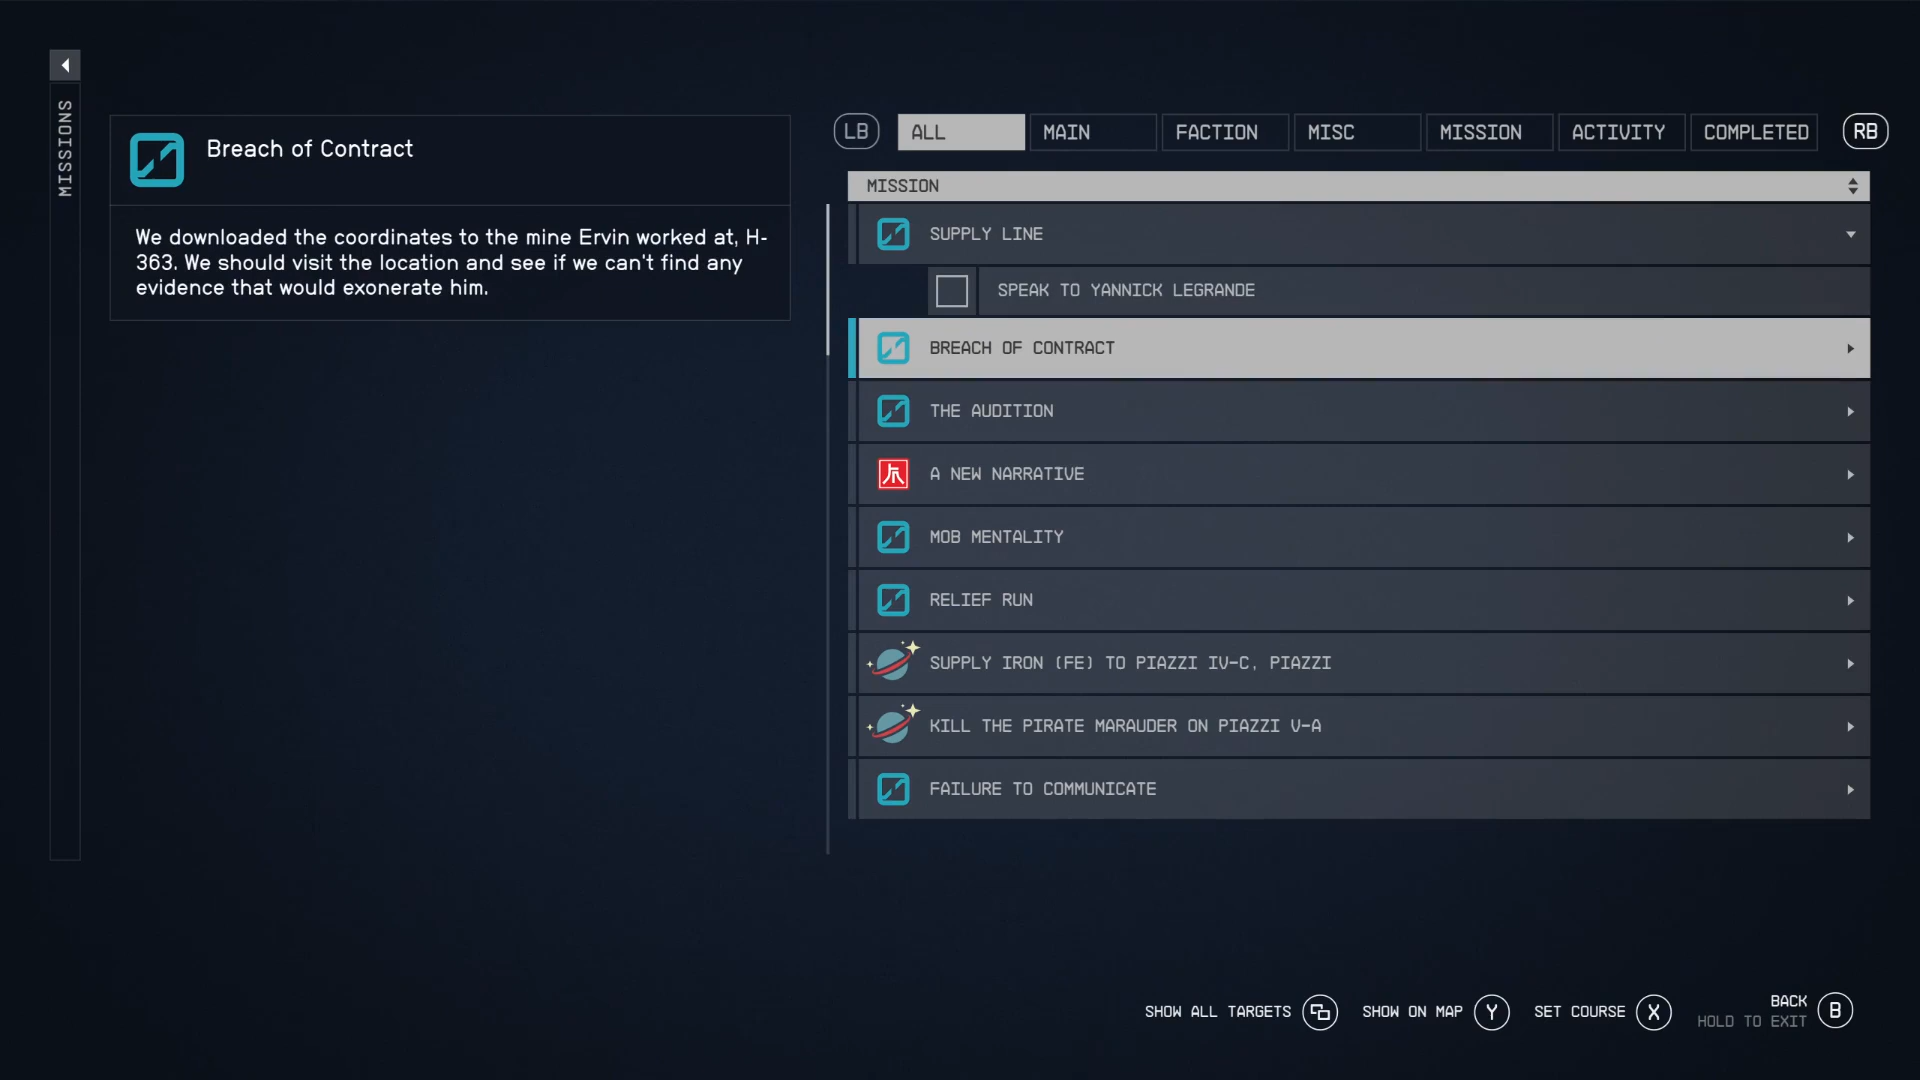 MISSIONS
Breach of Contract
We downloaded the coordinates to the mine Ervin worked at, H-
363. We should visit the location and see if we can't find any
evidence that would exonerate him.
LB ALL MAIN FACTION MISC MISSION ACTIVITY COMPLETED RB
MISSION
SUPPLY LINE
SPEAK TO YANNICK LEGRANDE
BREACH OF CONTRACT
THE AUDITION
A NEW NARRATIVE
MOB MENTALITY
RELIEF RUN
SUPPLY IRON (FE) TO PIAZZI IV-C, PIAZZI
KILL THE PIRATE MARAUDER ON PIAZZI V-A
FAILURE TO COMMUNICATE
SHOW ALL TARGETS SHOW ON MAP Y SET COURSE X BACK B
HOLD TO EXIT